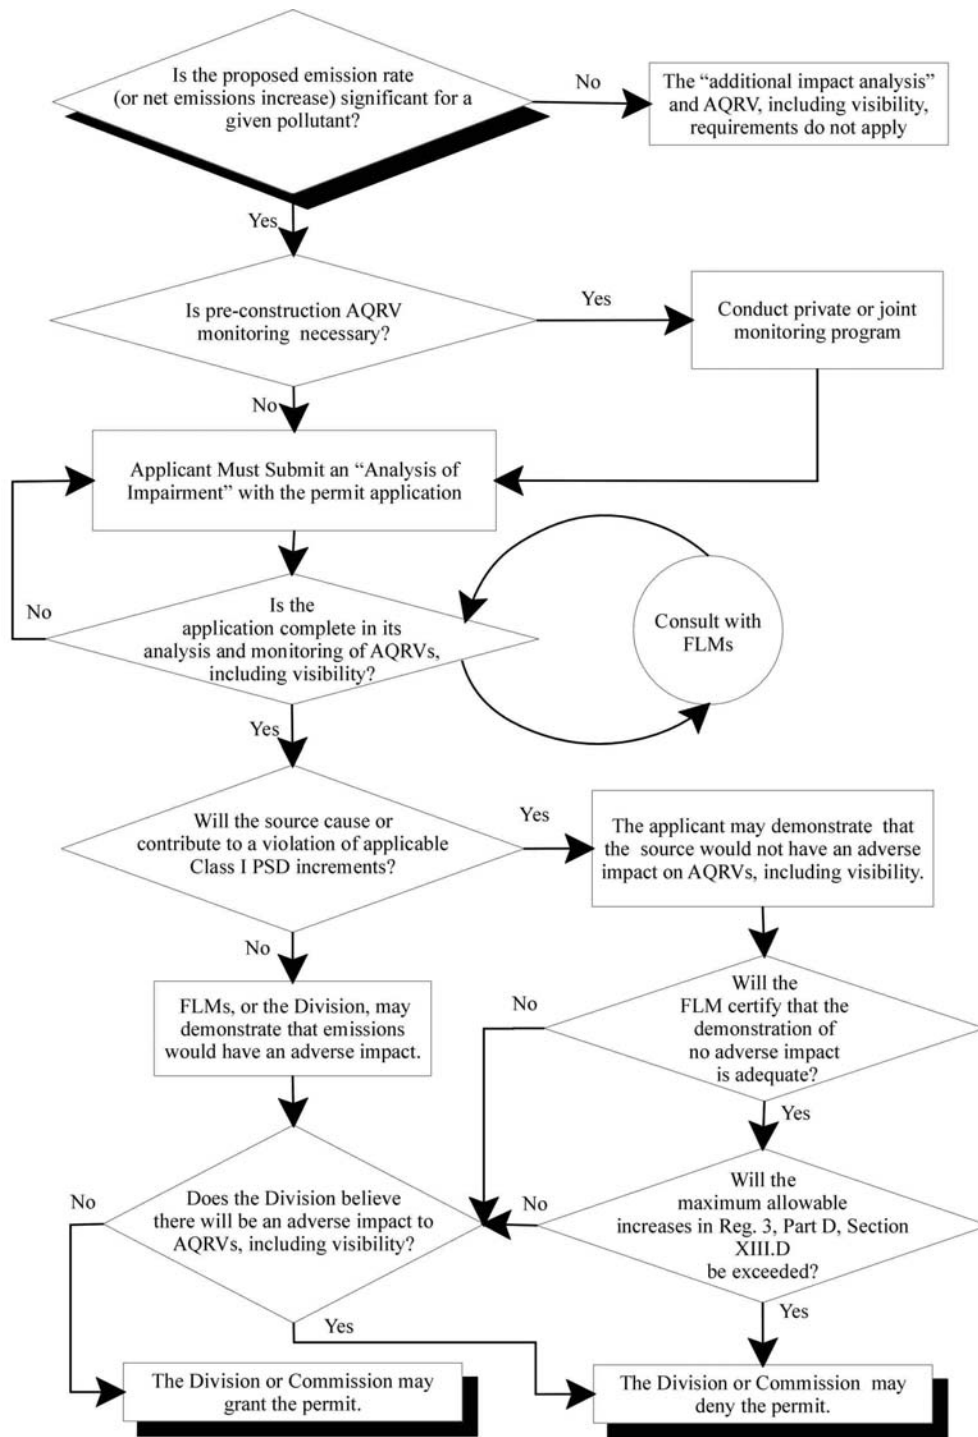 Is the proposed emission rate
(or net emissions increase) significant for a
given pollutant?
No
The “additional impact analysis”
and AQRV, including visibility,
requirements do not apply
Yes
Is pre-construction AQRV
monitoring necessary?
Yes
Conduct private or joint
monitoring program
No
Applicant Must Submit an “Analysis of
Impairment” with the permit application
No
Is the
application complete in its
analysis and monitoring of AQRVs,
including visibility?
Consult with
FLMs
Yes
Will the source cause or
contribute to a violation of applicable
Class I PSD increments?
Yes
The applicant may demonstrate that
the source would not have an adverse
impact on AQRVs, including visibility.
No
FLMs, or the Division, may
demonstrate that emissions
would have an adverse impact.
No
Will the
FLM certify that the
demonstration of
no adverse impact
is adequate?
Yes
No
Does the Division believe
there will be an adverse impact to
AQRVs, including visibility?
No
Will the
maximum allowable
increases in Reg. 3, Part D, Section
XIII.D
be exceeded?
Yes
Yes
The Division or Commission may
grant the permit.
The Division or Commission may
deny the permit.